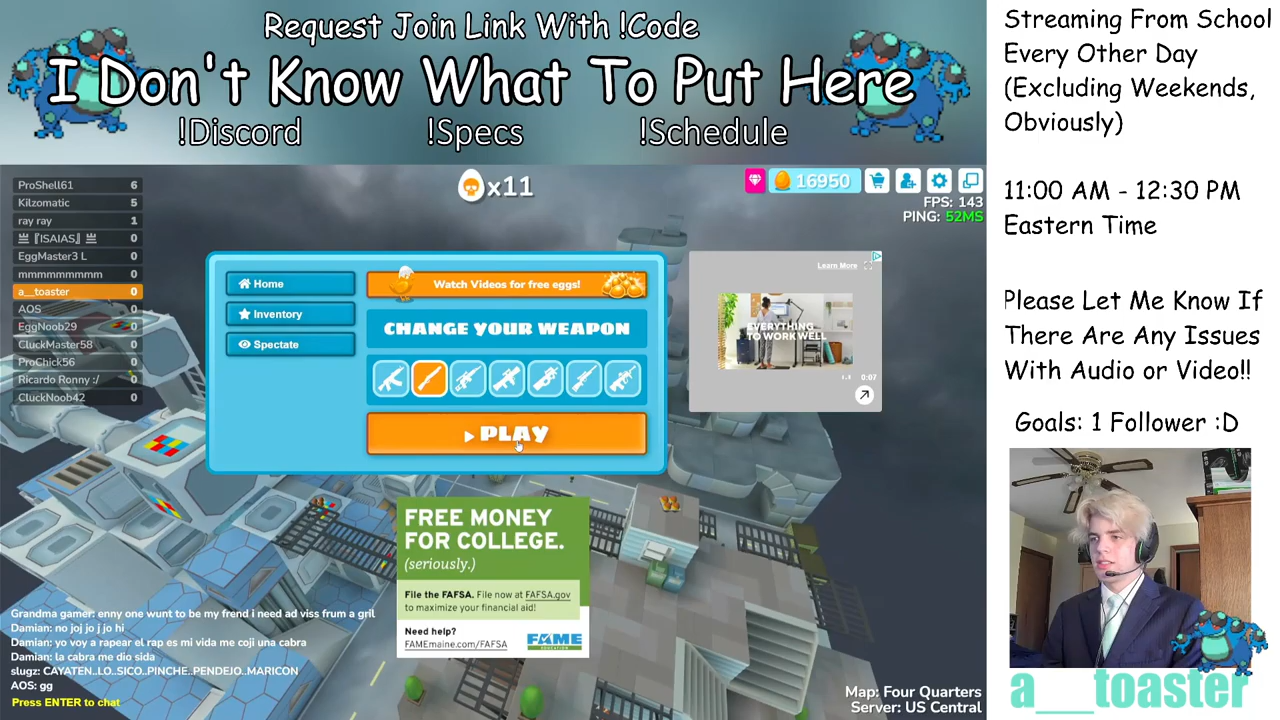 Request Join Link With !Code
I Don't Know What To Put Here
!Discord !Specs !Schedule
Streaming From School
Every Other Day
(Excluding Weekends,
Obviously)
11:00 AM - 12:30 PM
Eastern Time
Please Let Me Know If
There Are Any Issues
With Audio or Video!!
Goals: 1 Follower :D
a__toaster
ProShell61 6
Kilzomatic 5
ray ray 1
亗『ISAIAS』亗 0
EggMaster3 L 0
mmmmmmmmm 0
a__toaster 0
AOS 0
EggNoob29 0
CluckMaster58 0
ProChick56 0
Ricardo Ronny :/ 0
CluckNoob42 0
x11
16950
FPS: 143
PING: 52MS
Home
Inventory
Spectate
Watch Videos for free eggs!
CHANGE YOUR WEAPON
PLAY
Learn More
EVERYTHING
TO WORK WELL
0:07
FREE MONEY
FOR COLLEGE.
(seriously.)
File the FAFSA. File now at FAFSA.gov
to maximize your financial aid!
Need help?
FAMEmaine.com/FAFSA
FAME
EDUCATION
Grandma gamer: enny one wunt to be my frend i need ad viss frum a gril
Damian: no joj jo j jo hi
Damian: yo voy a rapear el rap es mi vida me coji una cabra
Damian: la cabra me dio sida
slugz: CAYATEN..LO..SICO..PINCHE..PENDEJO..MARICON
AOS: gg
Press ENTER to chat
Map: Four Quarters
Server: US Central